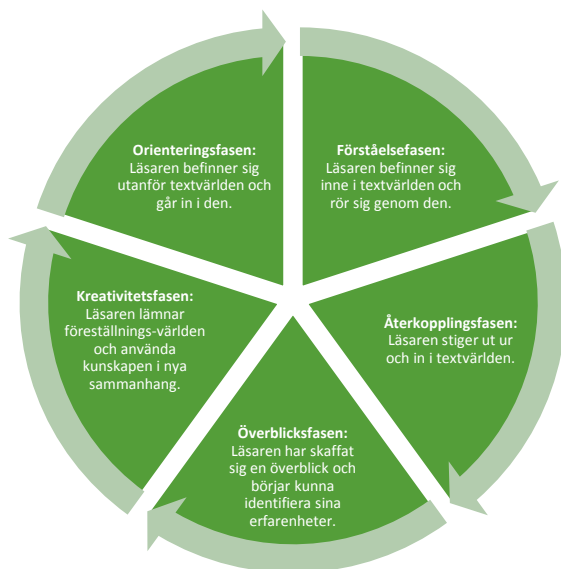 Orienteringsfasen:
Läsaren befinner sig
utanför textvärlden och
går in i den.
Förståelsefasen:
Läsaren befinner sig
inne i textvärlden och
rör sig genom den.
Återkopplingsfasen:
Läsaren stiger ut ur
och in i textvärlden.
Överblicksfasen:
Läsaren har skaffat
sig en överblick och
börjar kunna
identifiera sina
erfarenheter.
Kreativitetsfasen:
Läsaren lämnar
föreställnings-världen
och använda
kunskapen i nya
sammanhang.